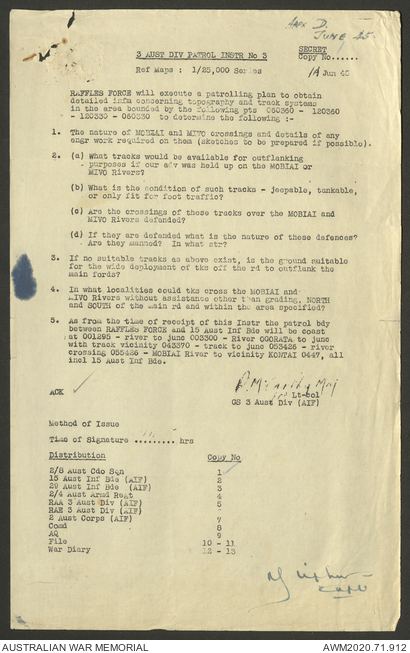 Appx D.
JUNE 45.
3 AUST DIV PATROL INSTR No 3
SECRET
Copy No......
Ref Maps : 1/25,000 Series
14 Jun 45
RAFFLES FORCE will execute a patrolling plan to obtain
detailed infm concerning topography and track systems
in the area bounded by the following pts 060360 - 120360
- 120330 - 060330 to determine the following :-
1. The nature of MOBIAI and MIVO crossings and details of any
engr work required on them (sketches to be prepared if possible).
2. (a) What tracks would be available for outflanking
purposes if our adv was held up on the MOBIAI or
MIVO Rivers?
(b) What is the condition of such tracks - jeepable, tankable,
or only fit for foot traffic?
(c) Are the crossings of these tracks over the MOBIAI and
MIVO Rivers defended?
(d) If they are defended what is the nature of these defences?
Are they manned? In what str?
3. If no suitable tracks as above exist, is the ground suitable
for the wide deployment of tks off the rd to outflank the
main fords?
4. In what localities could tks cross the MOBIAI and
MIVO Rivers without assistance other than grading, NORTH
and SOUTH of the main rd and within the area specified?
5. As from the time of receipt of this Instr the patrol bdy
between RAFFLES FORCE and 15 Aust Inf Bde will be coast
at 001295 - river to junc 003300 - River OGORATA to junc
with track vicinity 043370 - track to junc 053426 - river
crossing 055426 - MOBIAI River to vicinity KONTAI 0447, all
incl 15 Aust Inf Bde.
ACK
Maj
Lt-Col
GS 3 Aust Div (AIF)
Method of Issue
Time of Signature ......... hrs
Distribution Copy No
2/8 Aust Cdo Sqn 1
15 Aust Inf Bde (AIF) 2
29 Aust Inf Bde (AIF) 3
2/4 Aust Armd Regt 4
RAA 3 Aust Div (AIF) 5
RAE 3 Aust Div (AIF)
2 Aust Corps (AIF) 7
Comd 8
AQ 9
File 10 - 11
War Diary 12 - 13
Capt
AUSTRALIAN WAR MEMORIAL
AWM2020.71.912